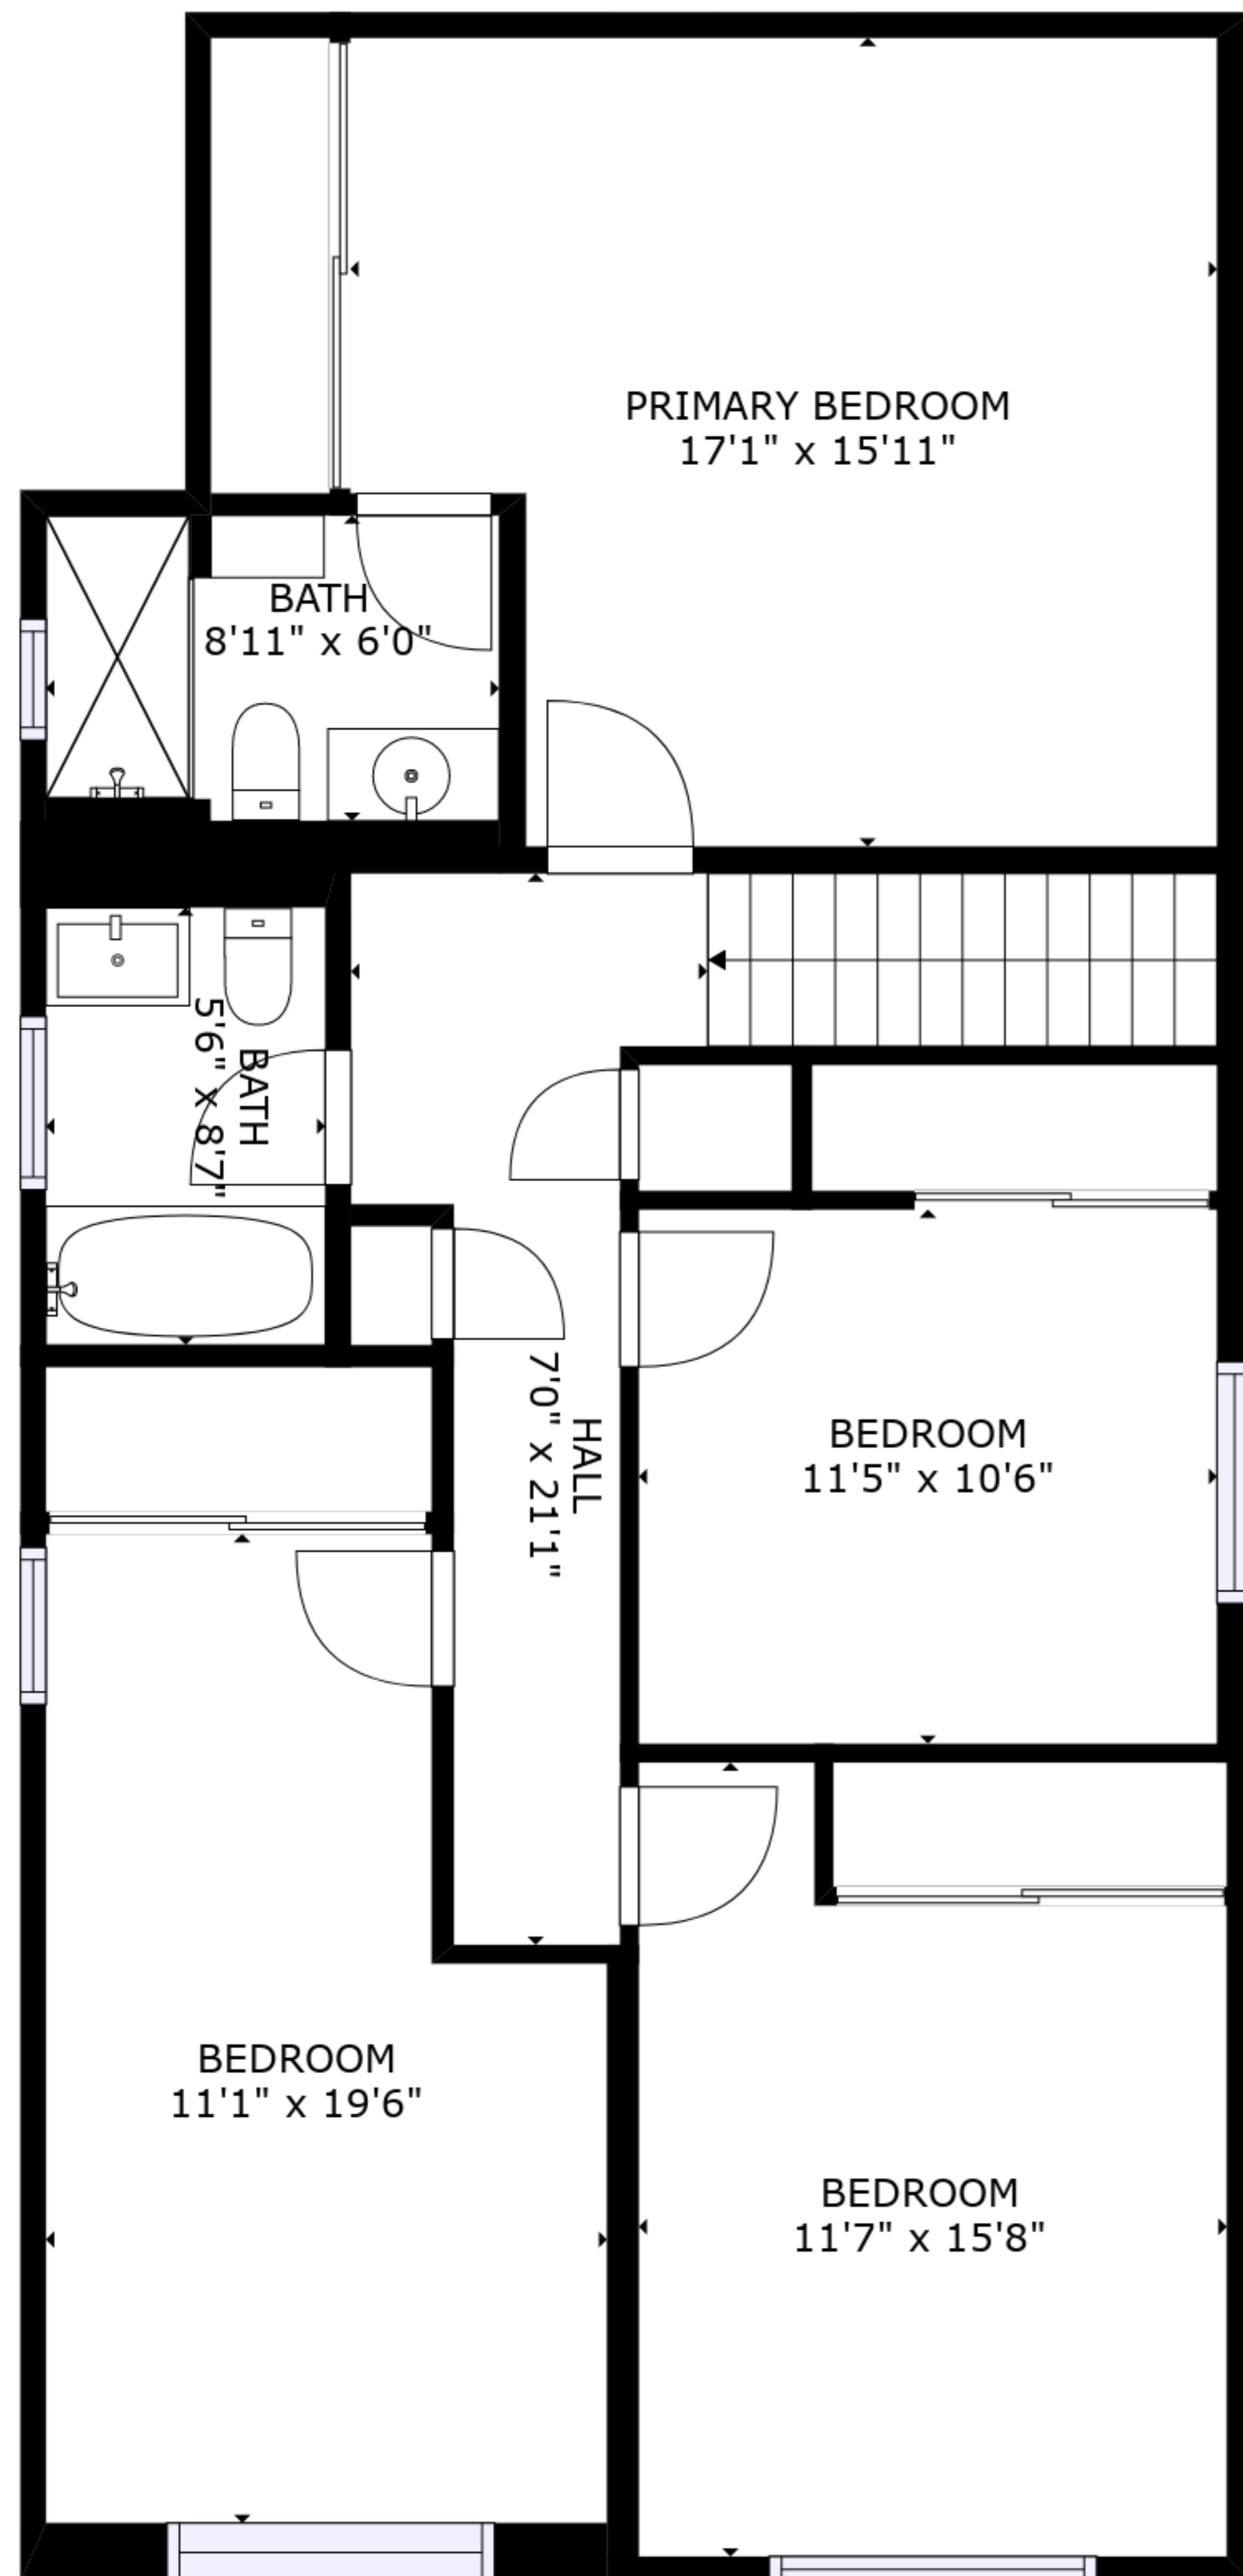 PRIMARY BEDROOM
17'1" x 15'11"
BATH
8'11" x 6'0"
BATH
5'6" x 8'7"
HALL
7'0" x 21'1"
BEDROOM
11'5" x 10'6"
BEDROOM
11'1" x 19'6"
BEDROOM
11'7" x 15'8"